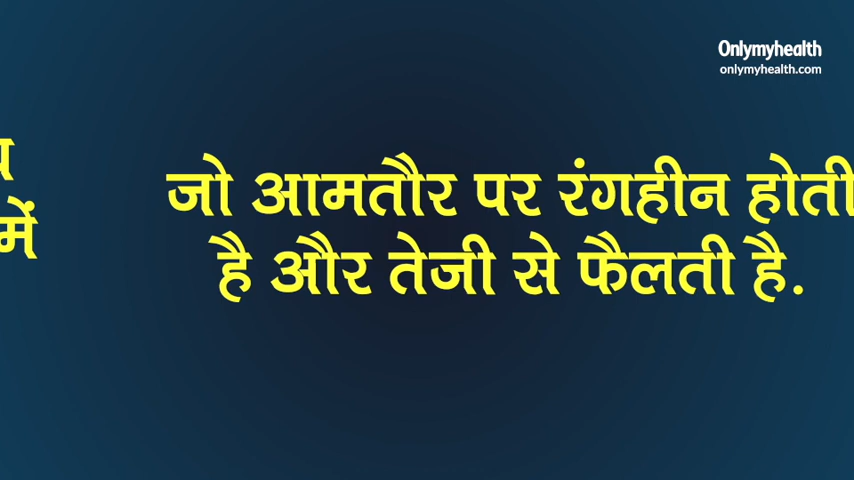 Onlymyhealth
onlymyhealth.com
में
जो आमतौर पर रंगहीन होती
है और तेजी से फैलती है.